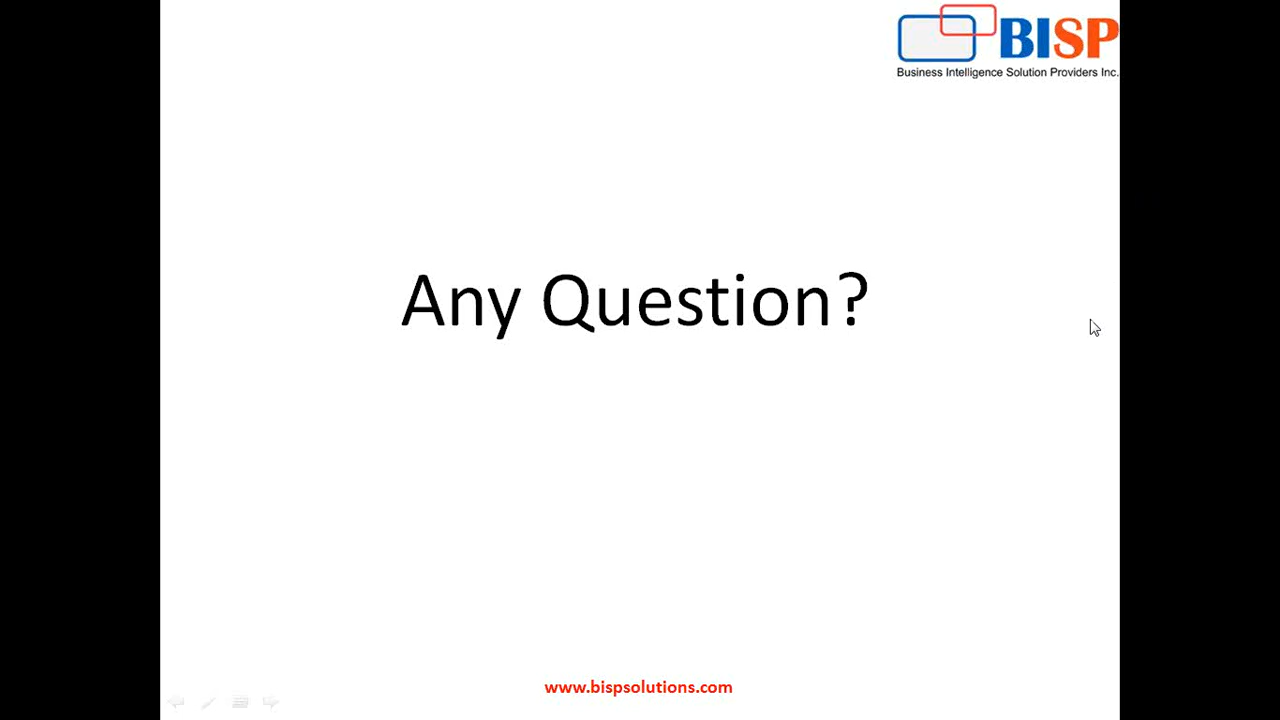 BISP
Business Intelligence Solution Providers Inc.
Any Question?
www.bispsolutions.com